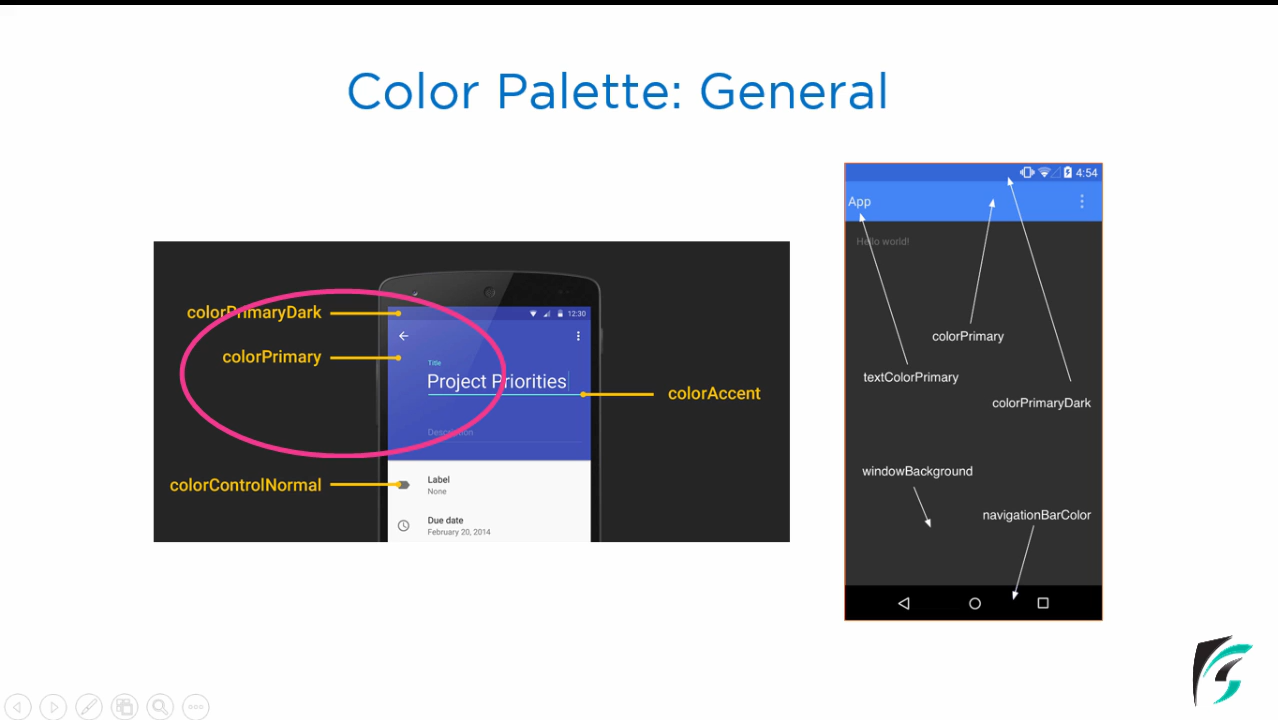 Color Palette: General
colorPrimaryDark
colorPrimary
colorControlNormal
12:30
Title
Project Priorities
Description
Label
None
Due date
February 20, 2014
colorAccent
4:54
App
Hello world!
colorPrimary
textColorPrimary
colorPrimaryDark
windowBackground
navigationBarColor